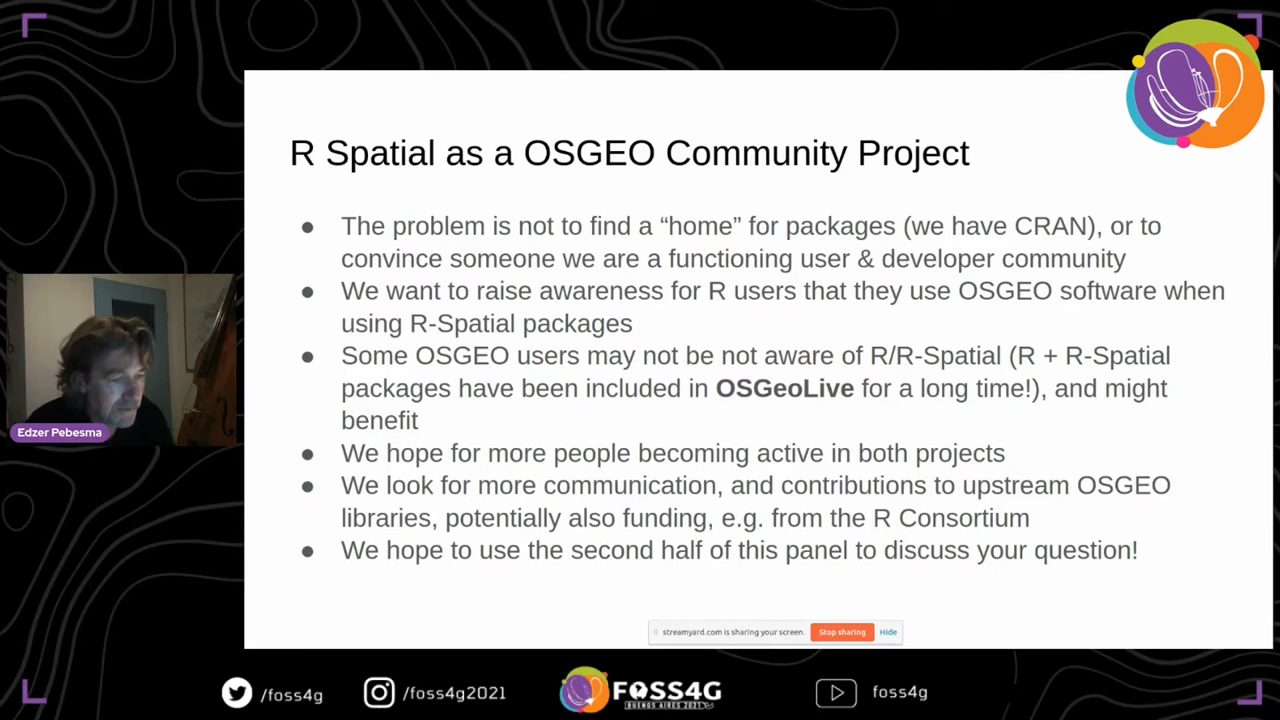 R Spatial as a OSGEO Community Project
● The problem is not to find a “home” for packages (we have CRAN), or to
convince someone we are a functioning user & developer community
● We want to raise awareness for R users that they use OSGEO software when
using R-Spatial packages
● Some OSGEO users may not be not aware of R/R-Spatial (R + R-Spatial
packages have been included in OSGeoLive for a long time!), and might
benefit
● We hope for more people becoming active in both projects
● We look for more communication, and contributions to upstream OSGEO
libraries, potentially also funding, e.g. from the R Consortium
● We hope to use the second half of this panel to discuss your question!
Edzer Pebesma
streamyard.com is sharing your screen. Stop sharing Hide
/foss4g
/foss4g2021
FOSS4G
BUENOS AIRES 2021
foss4g